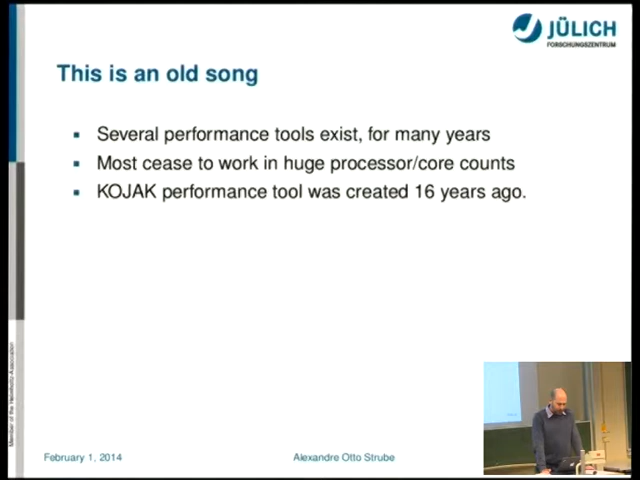 JÜLICH
FORSCHUNGSZENTRUM
This is an old song
Several performance tools exist, for many years
Most cease to work in huge processor/core counts
KOJAK performance tool was created 16 years ago.
Member of the Helmholtz-Association
February 1, 2014
Alexandre Otto Strube